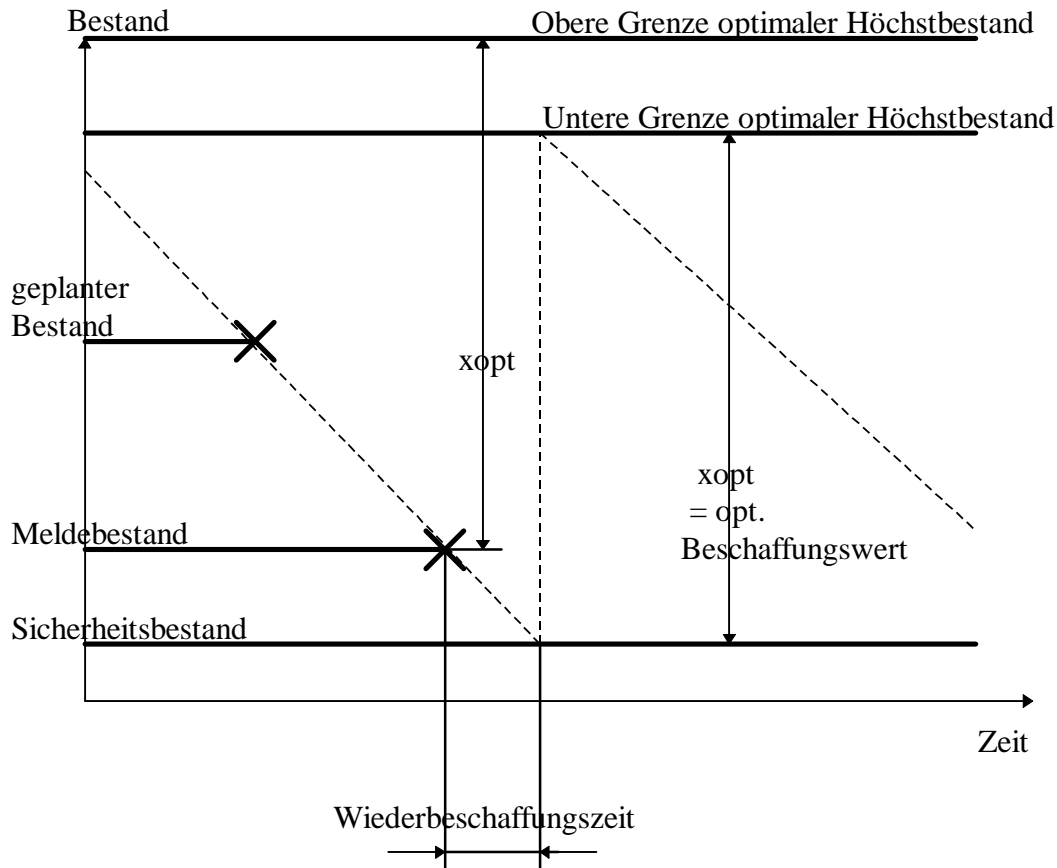 Bestand
Obere Grenze optimaler Höchstbestand
Untere Grenze optimaler Höchstbestand
geplanter
Bestand
xopt
xopt
= opt.
Beschaffungswert
Meldebestand
Sicherheitsbestand
Zeit
Wiederbeschaffungszeit